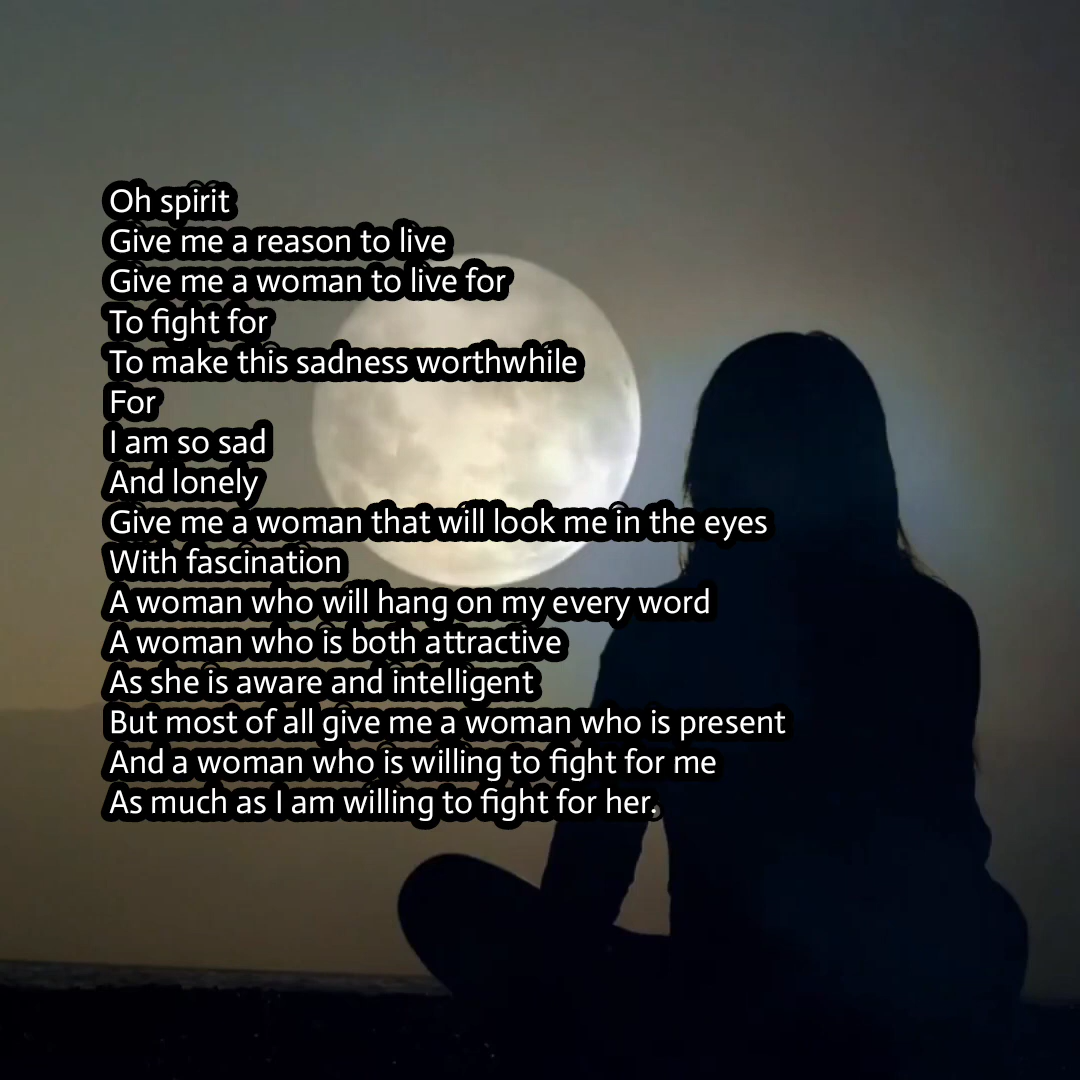 Oh spirit
Give me a reason to live
Give me a woman to live for
To fight for
To make this sadness worthwhile
For
I am so sad
And lonely
Give me a woman that will look me in the eyes
With fascination
A woman who will hang on my every word
A woman who is both attractive
As she is aware and intelligent
But most of all give me a woman who is present
And a woman who is willing to fight for me
As much as I am willing to fight for her.